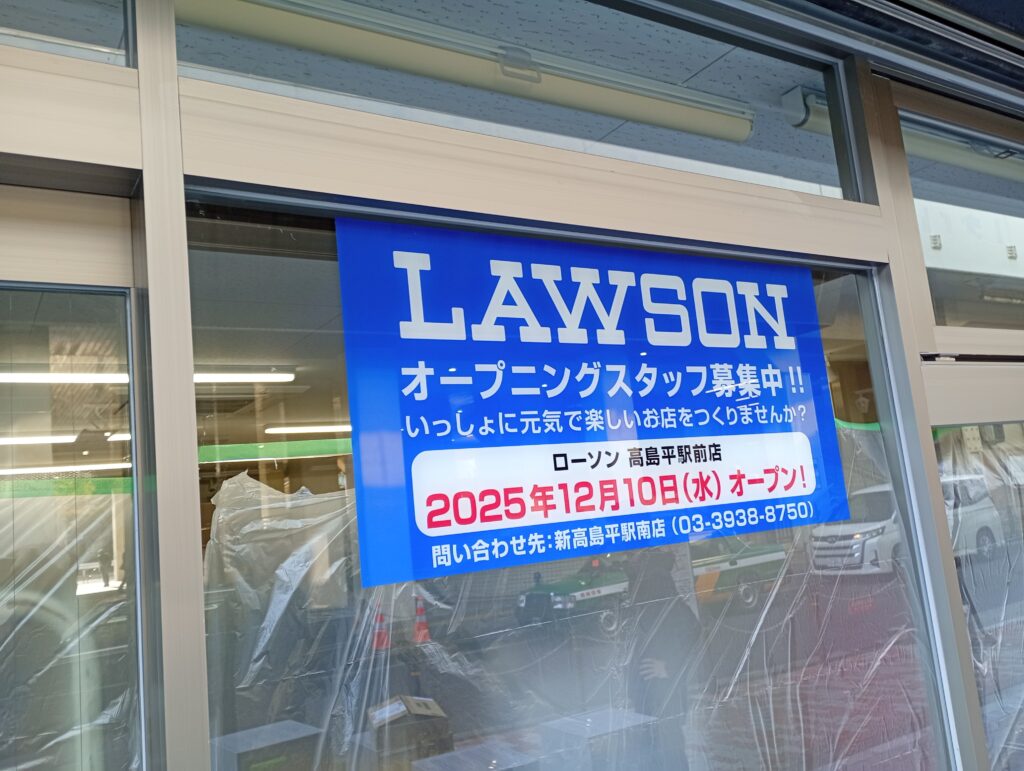 LAWSON
オープニングスタッフ募集中!!
いっしょに元気で楽しいお店をつくりませんか?
ローソン 高島平駅前店
2025年12月10日(水) オープン!
問い合わせ先:新高島平駅南店 (03-3938-8750)